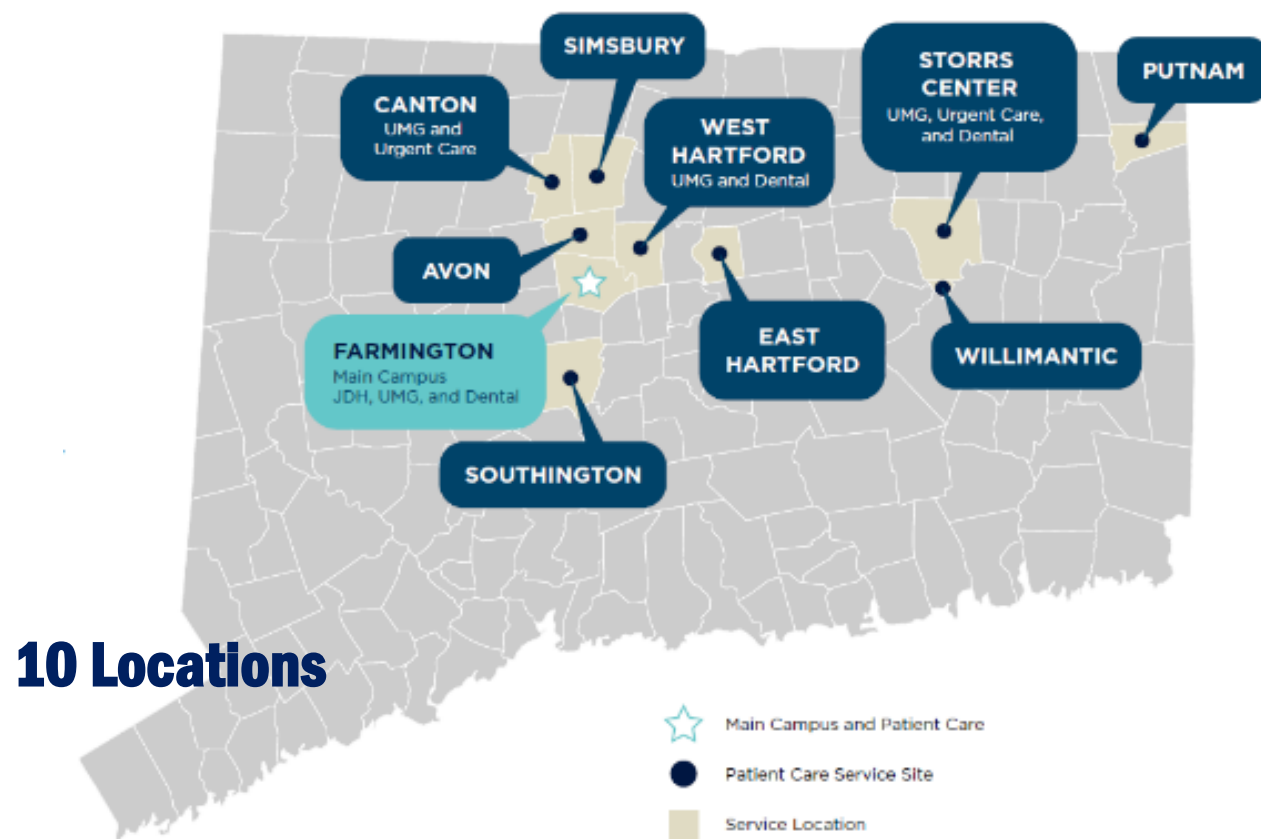 SIMSBURY
CANTON
UMG and
Urgent Care
WEST
HARTFORD
UMG and Dental
STORRS
CENTER
UMG, Urgent Care,
and Dental
PUTNAM
AVON
FARMINGTON
Main Campus
JDH, UMG, and Dental
EAST
HARTFORD
WILLIMANTIC
SOUTHINGTON
10 Locations
Main Campus and Patient Care
Patient Care Service Site
Service Location